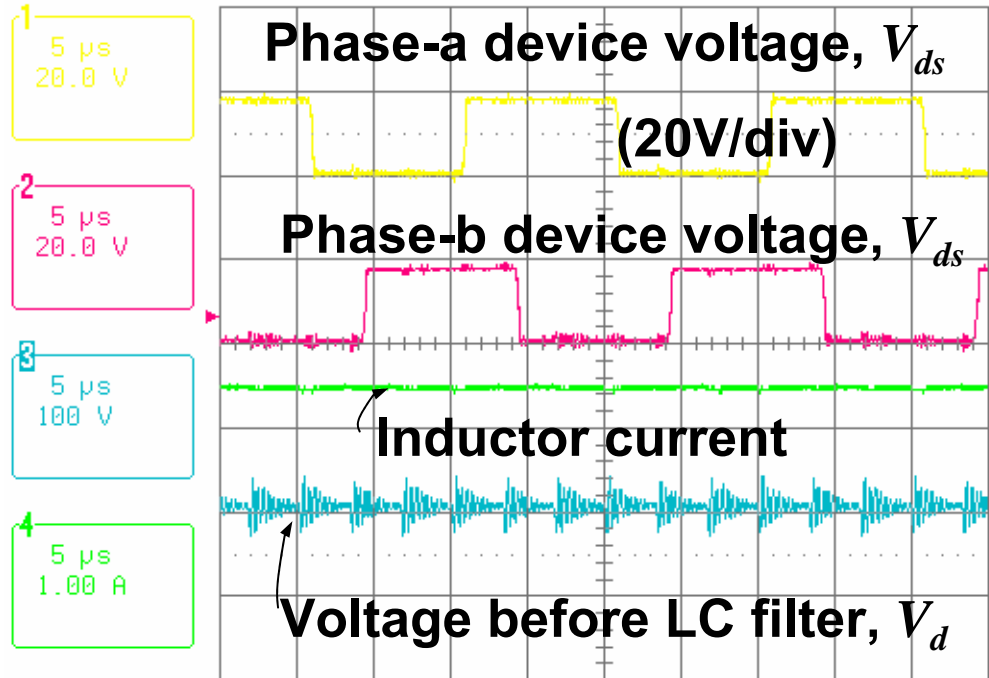 1
5 µs
20.0 V
Phase-a device voltage, Vds
(20V/div)
2
5 µs
20.0 V
Phase-b device voltage, Vds
3
5 µs
100 V
Inductor current
4
5 µs
1.00 A
Voltage before LC filter, Vd